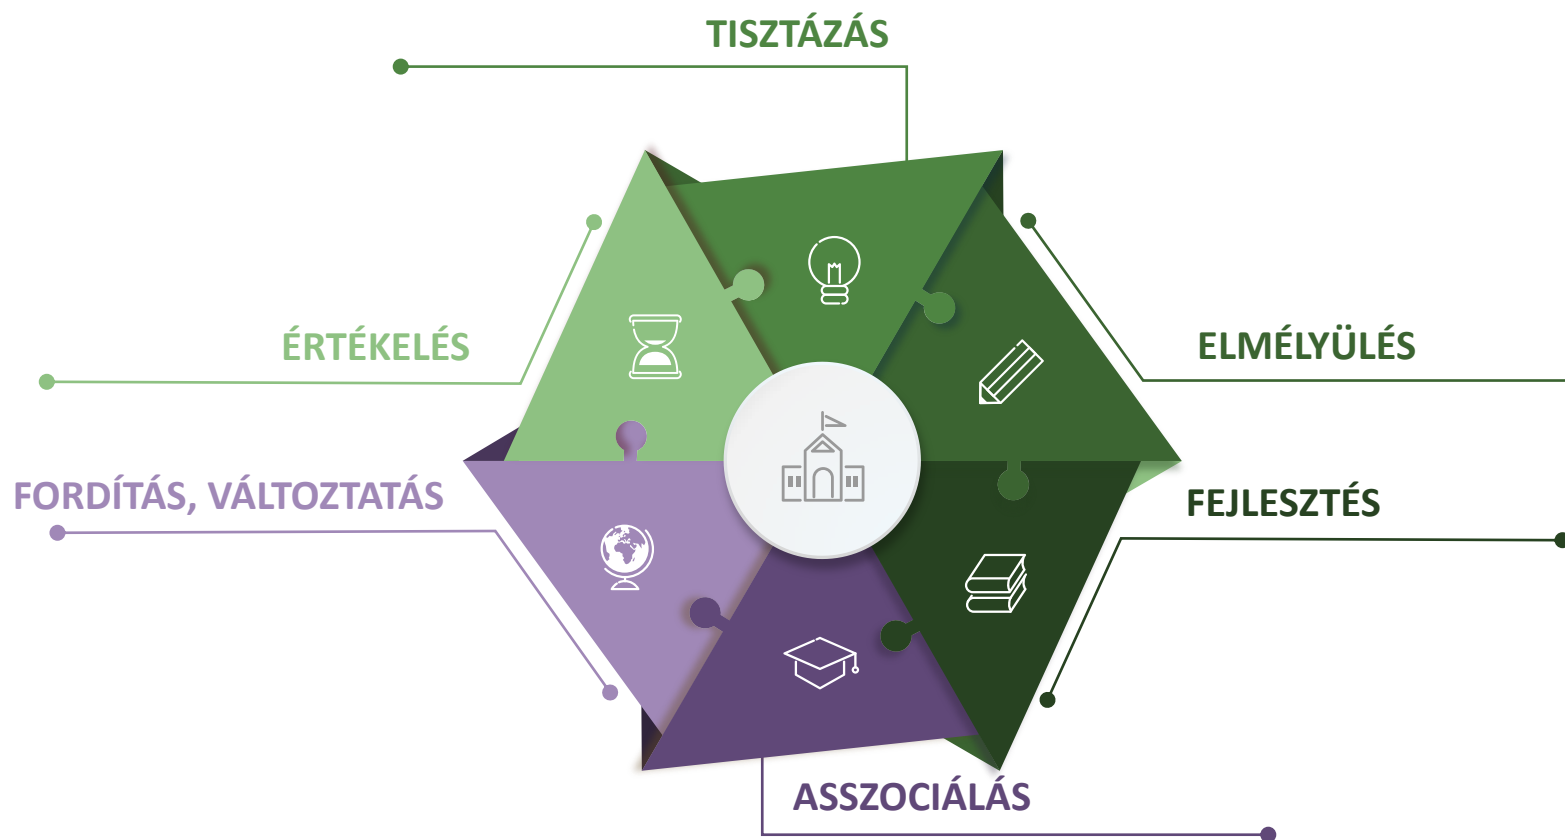 TISZTÁZÁS
ÉRTÉKELÉS
ELMÉLYÜLÉS
FORDÍTÁS, VÁLTOZTATÁS
FEJLESZTÉS
ASSZOCIÁLÁS